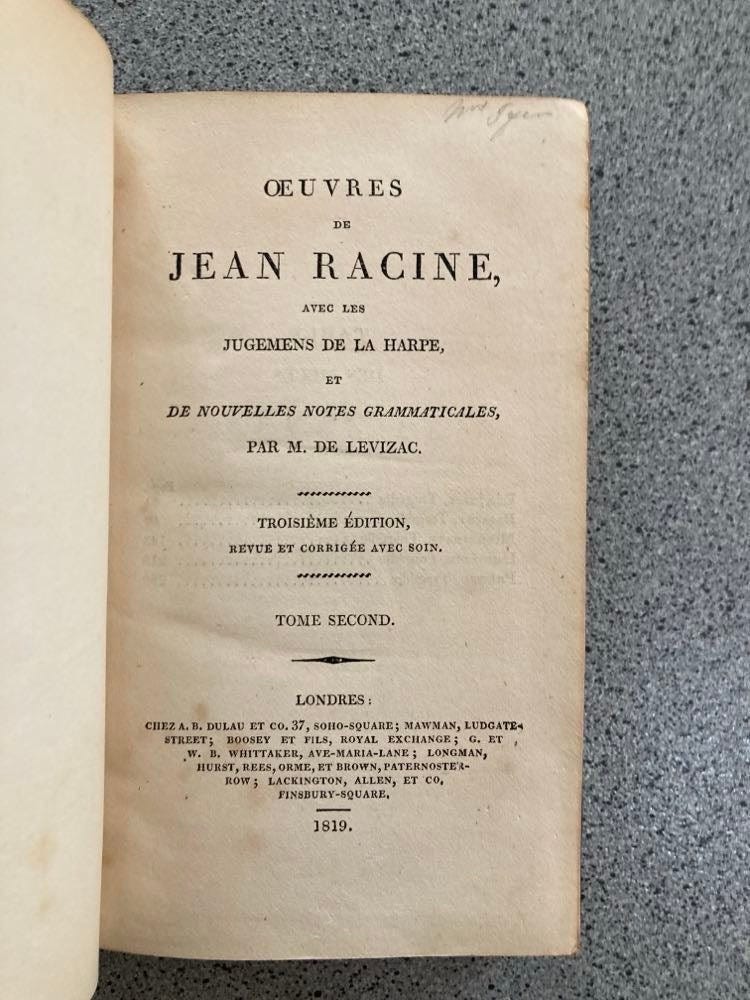 ŒUVRES
DE
JEAN RACINE,
AVEC LES
JUGEMENS DE LA HARPE,
ET
DE NOUVELLES NOTES GRAMMATICALES,
PAR M. DE LEVIZAC.
TROISIÈME ÉDITION,
REVUE ET CORRIGÉE AVEC SOIN.
TOME SECOND.
LONDRES:
CHEZ A. B. DULAU ET CO. 37, SOHO-SQUARE; MAWMAN, LUDGATE-
STREET; BOOSEY ET FILS, ROYAL EXCHANGE; G. ET
W. B. WHITTAKER, AVE-MARIA-LANE; LONGMAN,
HURST, REES, ORME, ET BROWN, PATERNOSTER-
ROW; LACKINGTON, ALLEN, ET CO.
FINSBURY-SQUARE.
1819.